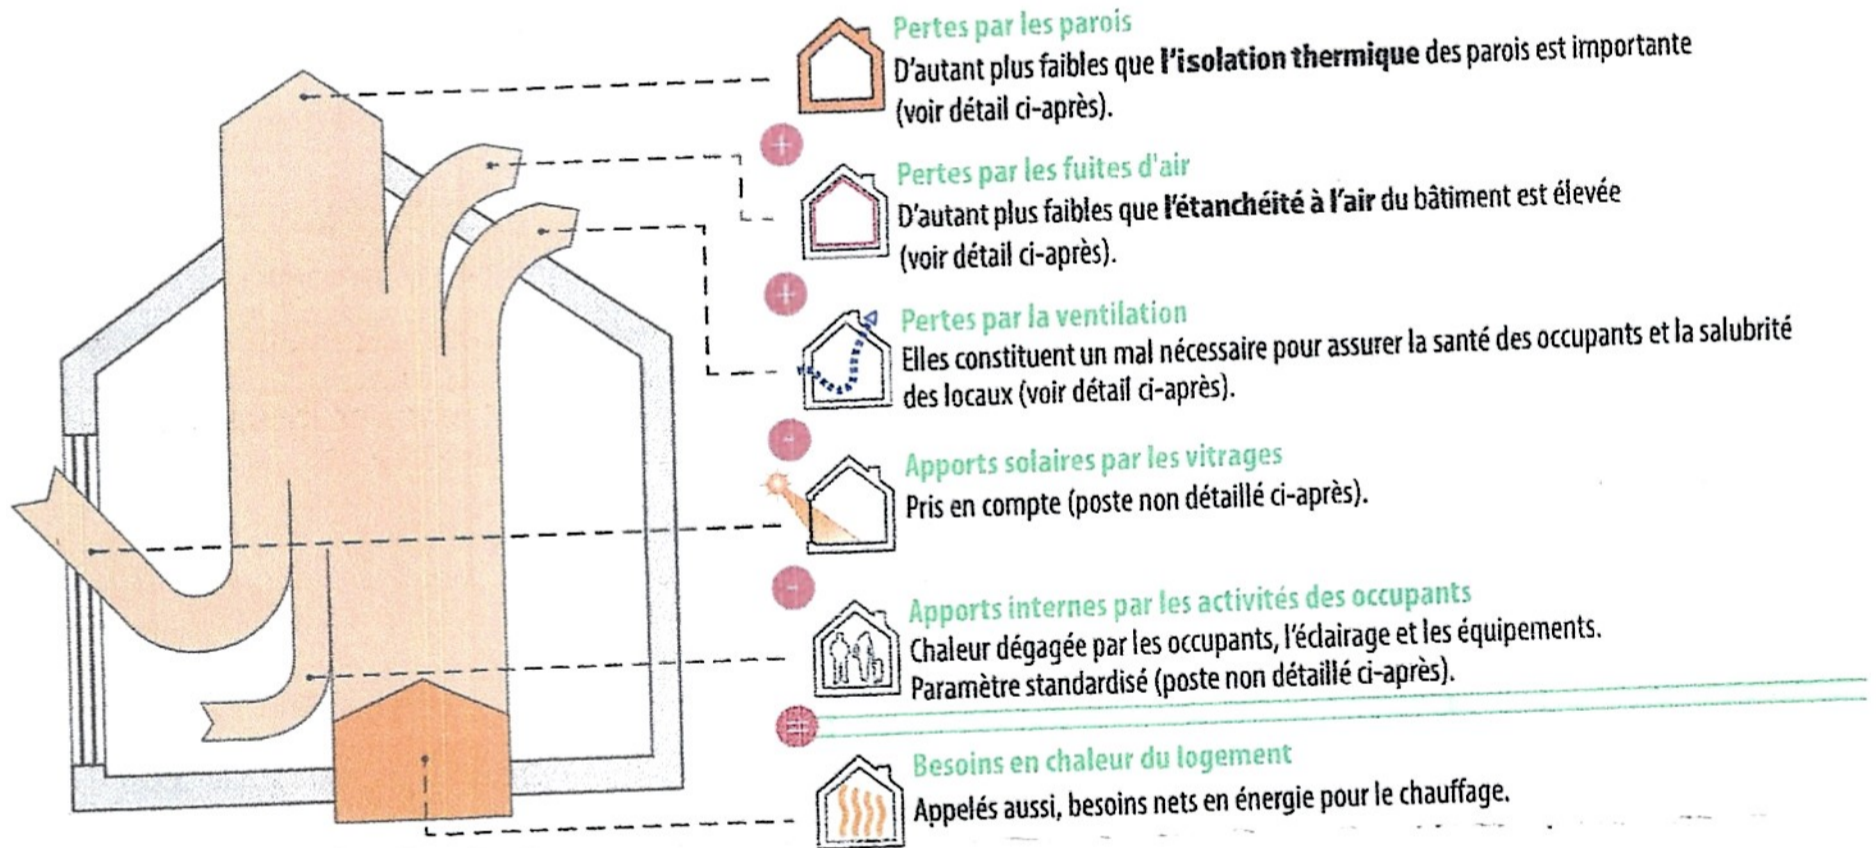 Pertes par les parois
D'autant plus faibles que l'isolation thermique des parois est importante
(voir détail ci-après).
+
Pertes par les fuites d'air
D'autant plus faibles que l'étanchéité à l'air du bâtiment est élevée
(voir détail ci-après).
+
Pertes par la ventilation
Elles constituent un mal nécessaire pour assurer la santé des occupants et la salubrité
des locaux (voir détail ci-après).
-
Apports solaires par les vitrages
Pris en compte (poste non détaillé ci-après).
-
Apports internes par les activités des occupants
Chaleur dégagée par les occupants, l'éclairage et les équipements.
Paramètre standardisé (poste non détaillé ci-après).
=
Besoins en chaleur du logement
Appelés aussi, besoins nets en énergie pour le chauffage.